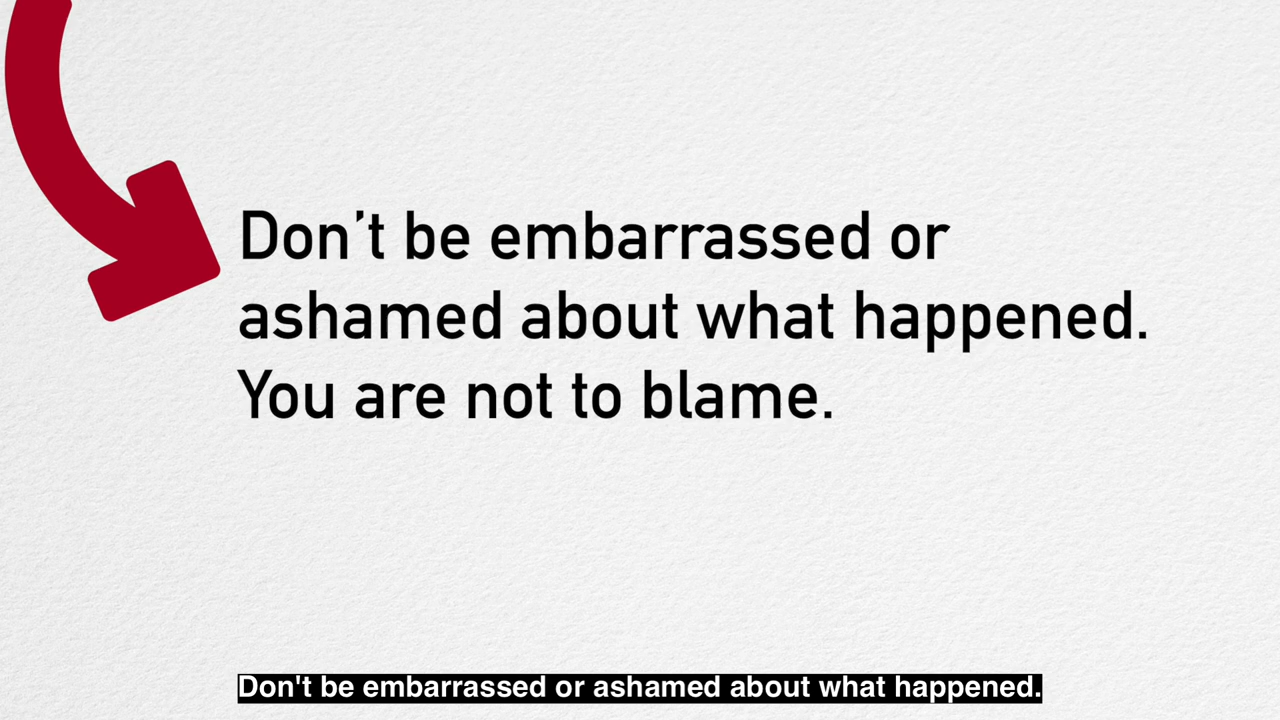 Don’t be embarrassed or
ashamed about what happened.
You are not to blame.
Don't be embarrassed or ashamed about what happened.